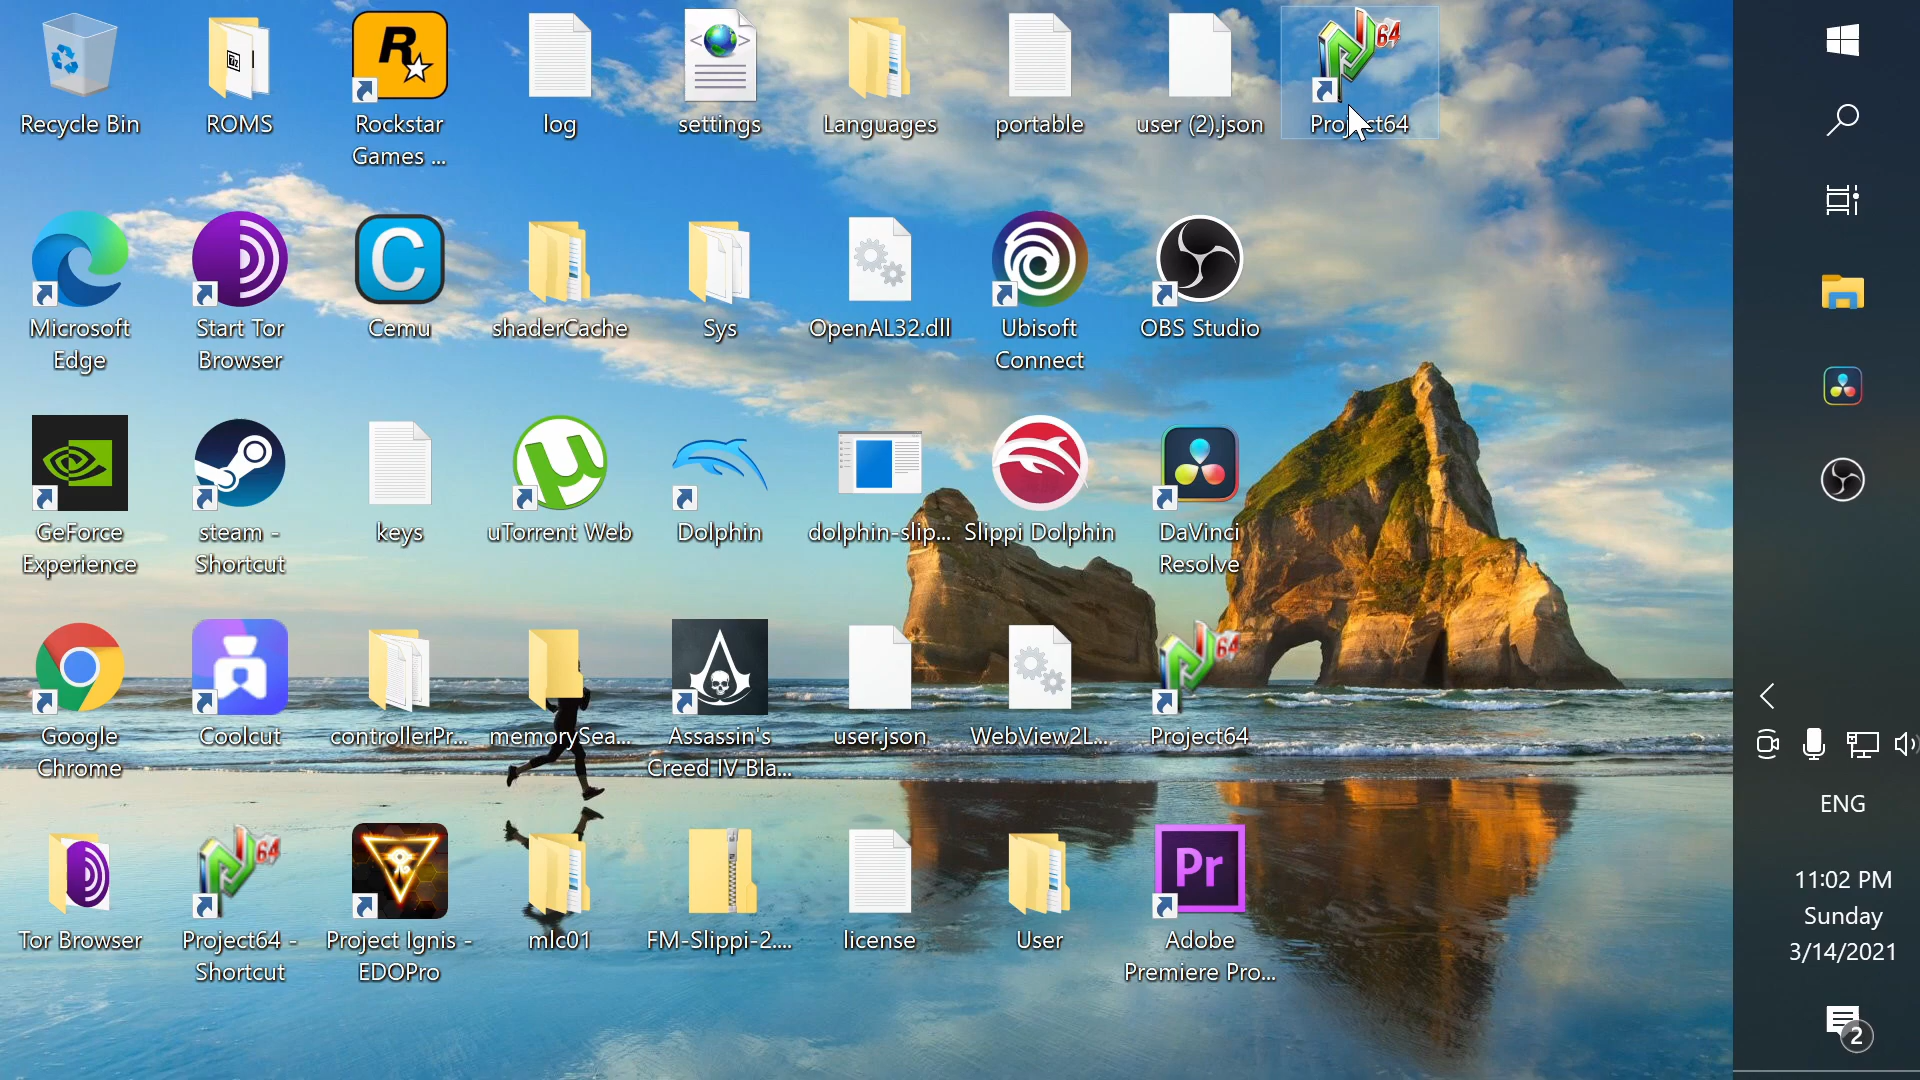 Recycle Bin
ROMS
Rockstar
Games ...
log
settings
Languages
portable
user (2).json
Project64
Microsoft
Edge
Start Tor
Browser
Cemu
shaderCache
Sys
OpenAL32.dll
Ubisoft
Connect
OBS Studio
GeForce
Experience
steam -
Shortcut
keys
uTorrent Web
Dolphin
dolphin-slip...
Slippi Dolphin
DaVinci
Resolve
Google
Chrome
Coolcut
controllerPr...
memorySea...
Assassin's
Creed IV Bla...
user.json
WebView2L...
Project64
Tor Browser
Project64 -
Shortcut
Project Ignis -
EDOPro
mlc01
FM-Slippi-2....
license
User
Pr
Adobe
Premiere Pro...
ENG
11:02 PM
Sunday
3/14/2021
2